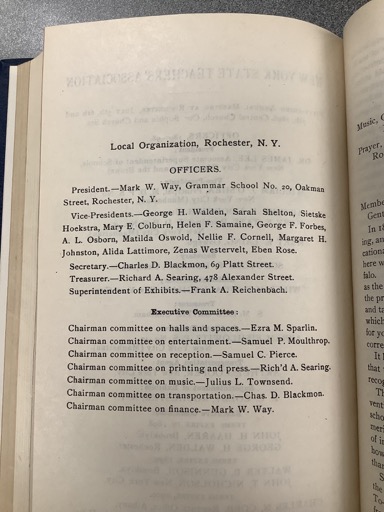 Local Organization, Rochester, N. Y.
OFFICERS.
President.—Mark W. Way, Grammar School No. 20, Oakman
Street, Rochester, N. Y.
Vice-Presidents.—George H. Walden, Sarah Shelton, Sietske
Hoekstra, Mary E. Colburn, Helen F. Samaine, George F. Forbes,
A. L. Osborn, Matilda Oswold, Nellie F. Cornell, Margaret H.
Johnston, Alida Lattimore, Zenas Westervelt, Eben Rose.
Secretary.—Charles D. Blackmon, 69 Platt Street.
Treasurer.—Richard A. Searing, 478 Alexander Street.
Superintendent of Exhibits.—Frank A. Reichenbach.
Executive Committee:
Chairman committee on halls and spaces.—Ezra M. Sparlin.
Chairman committee on entertainment.—Samuel P. Moulthrop.
Chairman committee on reception.—Samuel C. Pierce.
Chairman committee on printing and press.—Rich'd A. Searing.
Chairman committee on music.—Julius L. Townsend.
Chairman committee on transportation.—Chas. D. Blackmon.
Chairman committee on finance.—Mark W. Way.
Music,
Prayer,